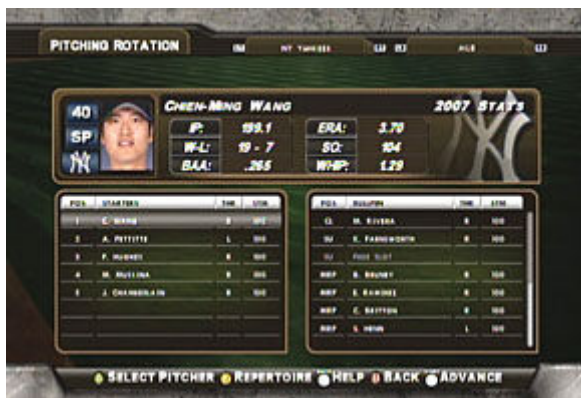 PITCHING ROTATION NY YANKEES MLB
40 CHIEN-MING WANG 2007 STATS
SP IP: 199.1 ERA: 3.70
W-L: 19 - 7 SO: 104
BAA: .265 WHIP: 1.29
POS STARTERS THR STM
1 C. WANG R 100
2 A. PETTITTE L 100
3 P. HUGHES R 100
4 M. MUSSINA R 100
5 J. CHAMBERLAIN R 100
POS BULLPEN THR STM
CL M. RIVERA R 100
SU K. FARNSWORTH R 100
SU FREE SLOT
MRP B. BRUNEY R 100
MRP E. RAMIREZ R 100
MRP C. BRITTON R 100
MRP S. HENN L 100
SELECT PITCHER REPERTOIRE HELP BACK ADVANCE